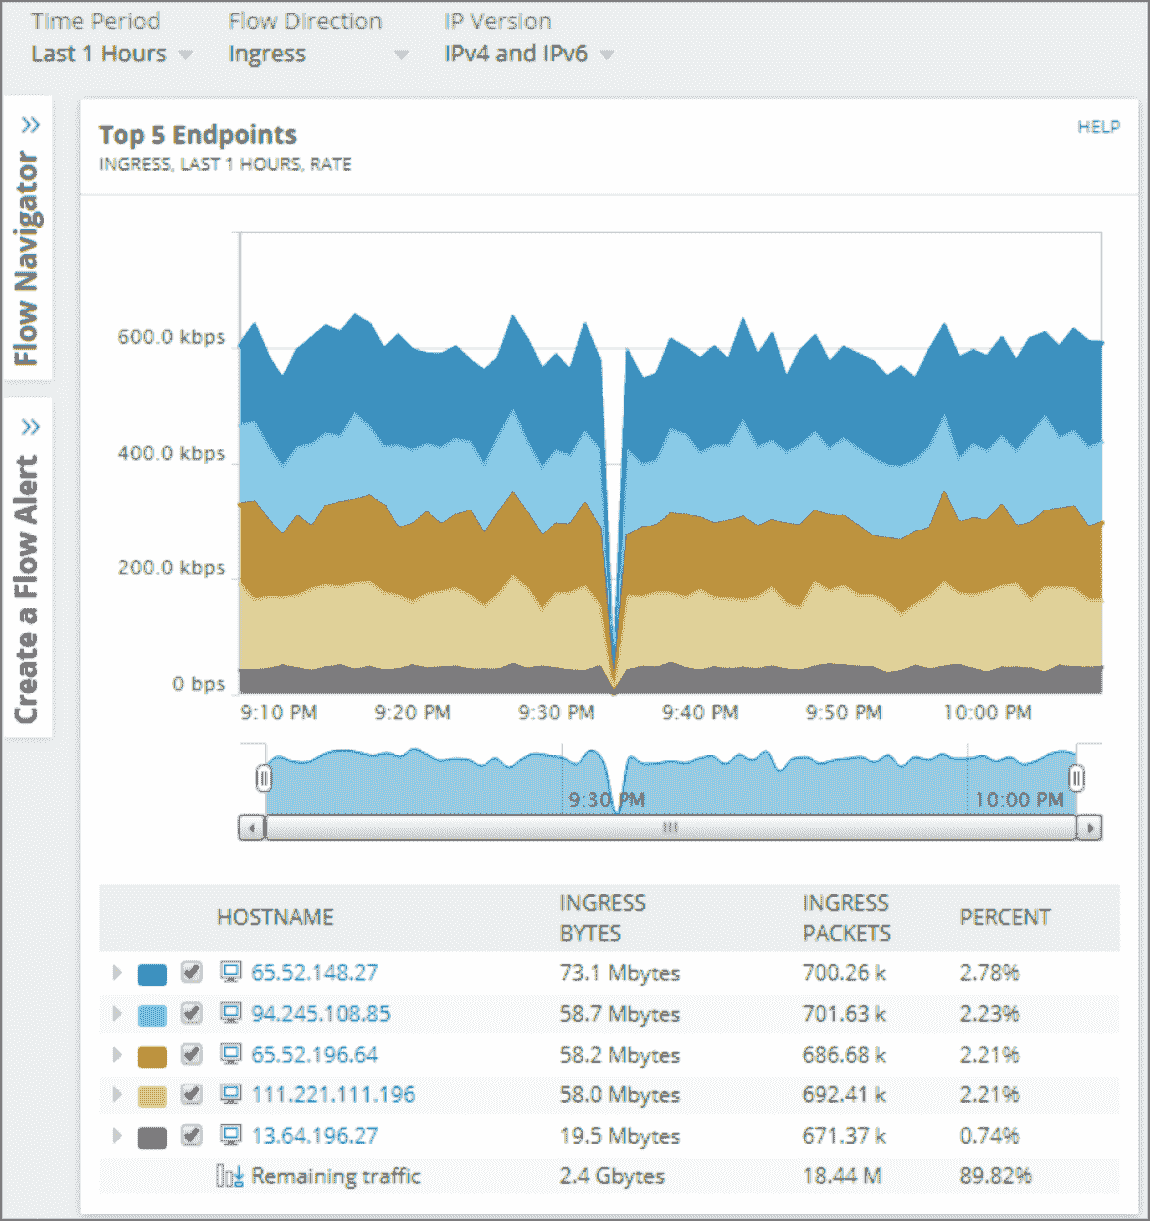 Time Period Flow Direction IP Version
Last 1 Hours Ingress IPv4 and IPv6
Flow Navigator
Create a Flow Alert
Top 5 Endpoints
HELP
INGRESS, LAST 1 HOURS, RATE
600.0 kbps
400.0 kbps
200.0 kbps
0 bps
9:10 PM 9:20 PM 9:30 PM 9:40 PM 9:50 PM 10:00 PM
9:30 PM 10:00 PM
HOSTNAME INGRESS BYTES INGRESS PACKETS PERCENT
65.52.148.27 73.1 Mbytes 700.26 k 2.78%
94.245.108.85 58.7 Mbytes 701.63 k 2.23%
65.52.196.64 58.2 Mbytes 686.68 k 2.21%
111.221.111.196 58.0 Mbytes 692.41 k 2.21%
13.64.196.27 19.5 Mbytes 671.37 k 0.74%
Remaining traffic 2.4 Gbytes 18.44 M 89.82%